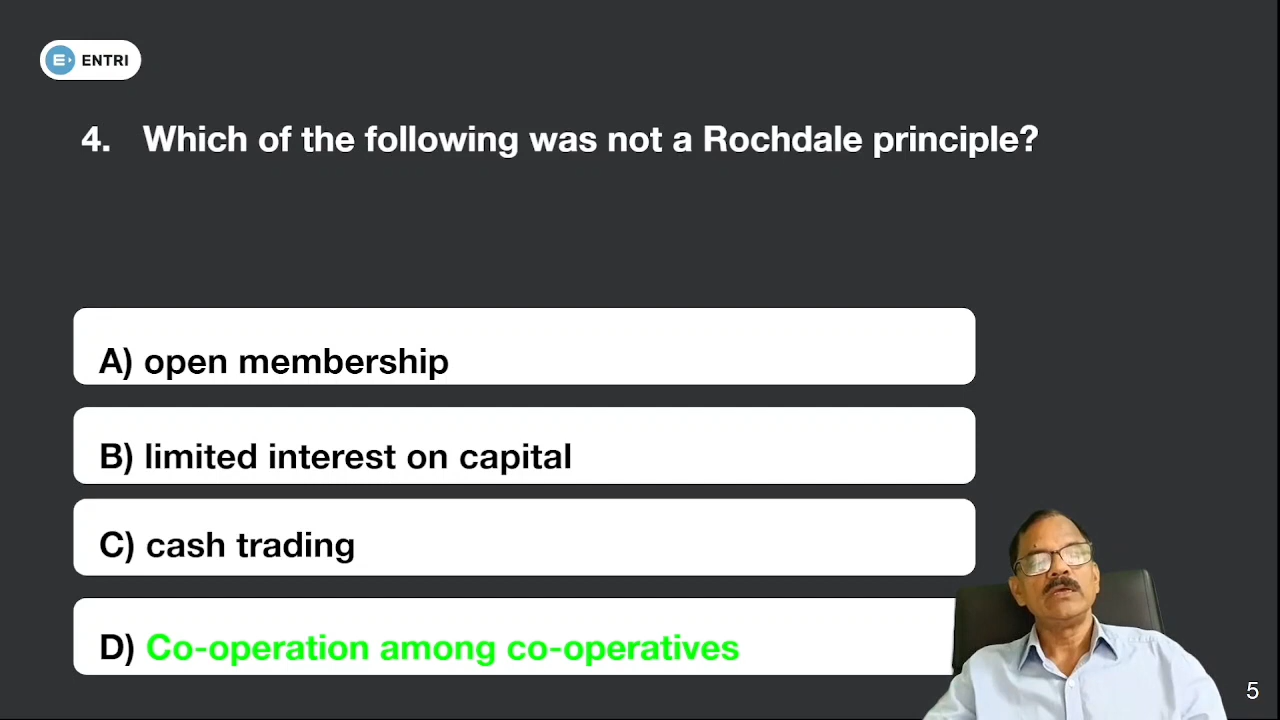 ENTRI
4. Which of the following was not a Rochdale principle?
A) open membership
B) limited interest on capital
C) cash trading
D) Co-operation among co-operatives
5